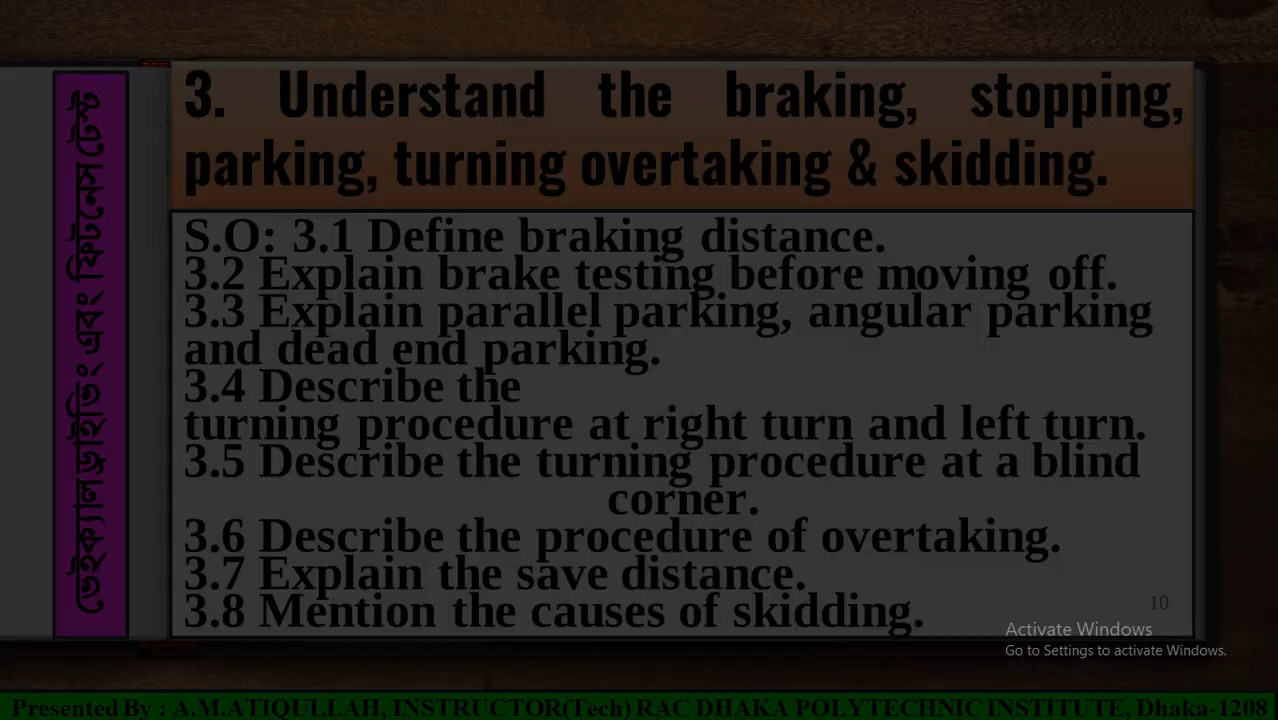 ভেইক্যাল ড্রাইভিং এবং ফিটনেস টেস্ট
3. Understand the braking, stopping,
parking, turning overtaking & skidding.
S.O: 3.1 Define braking distance.
3.2 Explain brake testing before moving off.
3.3 Explain parallel parking, angular parking
and dead end parking.
3.4 Describe the
turning procedure at right turn and left turn.
3.5 Describe the turning procedure at a blind
corner.
3.6 Describe the procedure of overtaking.
3.7 Explain the save distance.
3.8 Mention the causes of skidding.
10
Activate Windows
Go to Settings to activate Windows.
Presented By : A.M.ATIQULLAH, INSTRUCTOR(Tech) RAC DHAKA POLYTECHNIC INSTITUTE, Dhaka-1208